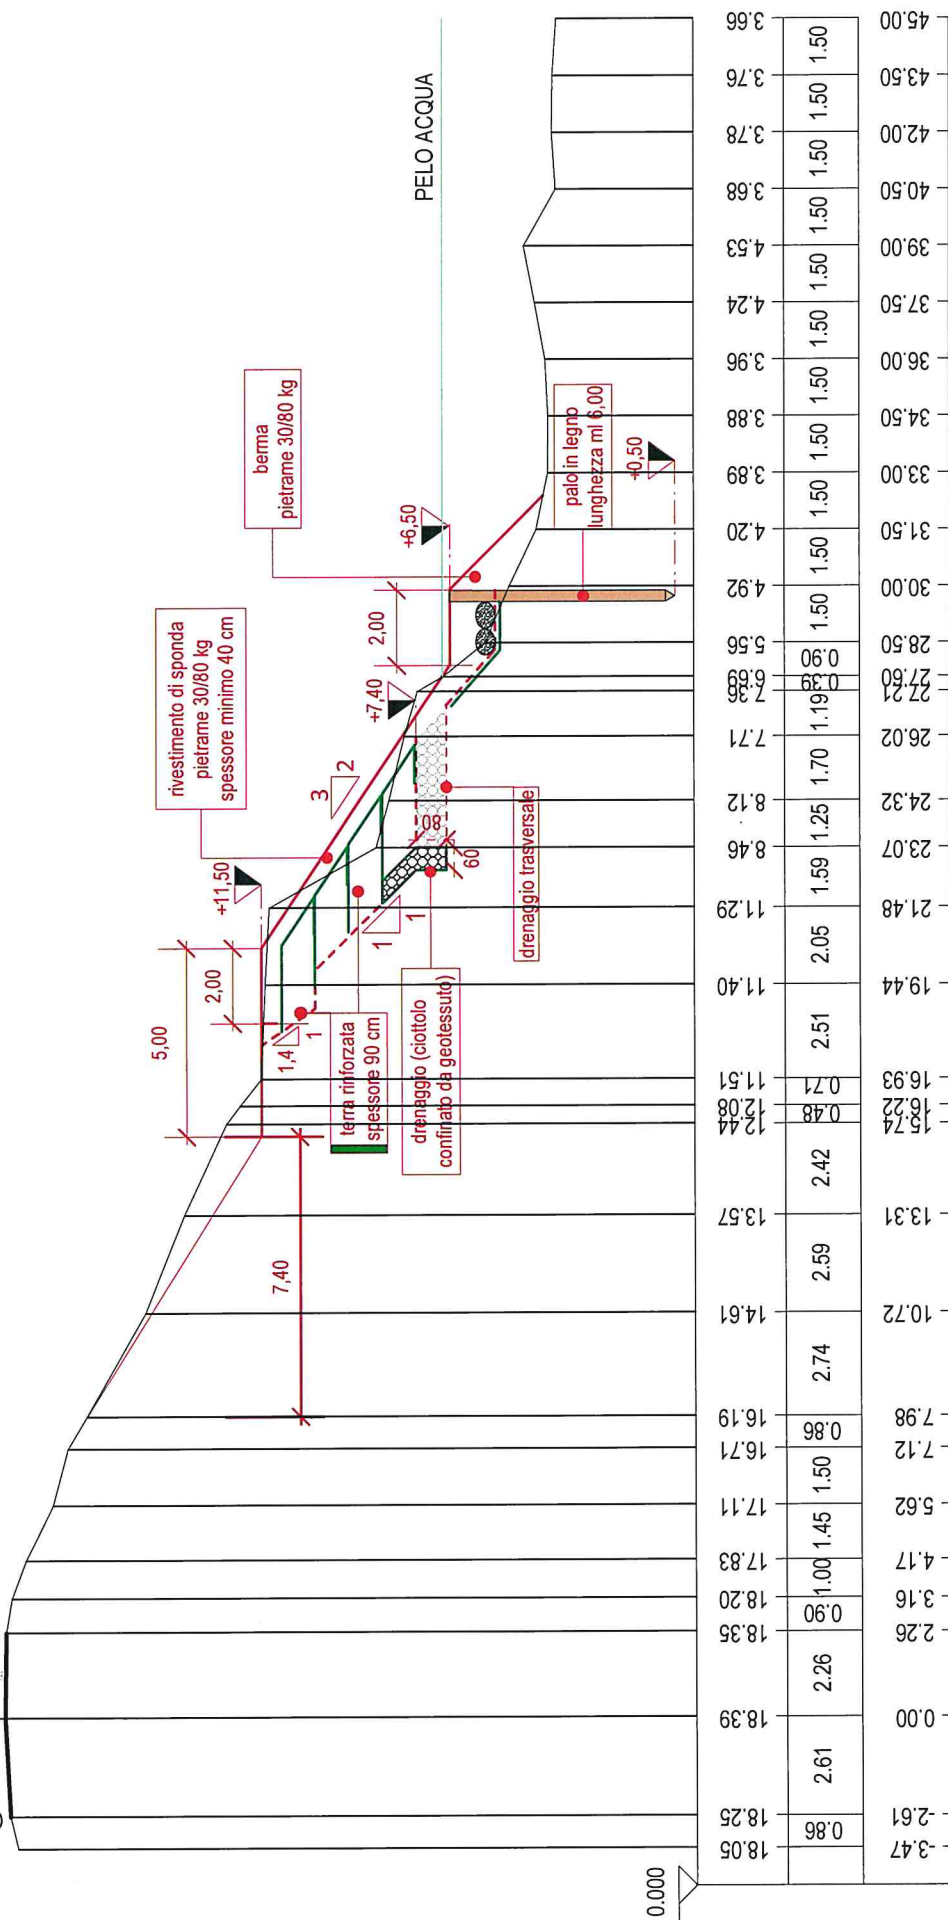 PELO ACQUA
berma
pietrame 30/80 kg
rivestimento di sponda
pietrame 30/80 kg
spessore minimo 40 cm
palo in legno
lunghezza ml 6,00
+0,50
+6,50
2,00
+7,40
3
2
+11,50
80
60
drenaggio trasversale
1
1
5,00
2,00
1,4
1
terra rinforzata
spessore 90 cm
drenaggio (ciottolo
confinato da geotessuto)
7,40
0.000
18.05 18.25 18.39 18.35 18.20 17.83 17.11 16.71 16.19 14.61 13.57 12.44 12.08 11.51 11.40 11.29 8.46 8.12 7.71 7.36 6.69 5.56 4.92 4.20 3.89 3.88 3.96 4.24 4.53 3.68 3.78 3.76 3.66
0.86 2.61 2.26 0.90 1.00 1.45 1.50 0.86 2.74 2.59 2.42 0.48 0.71 2.51 2.05 1.59 1.25 1.70 1.19 0.39 0.90 1.50 1.50 1.50 1.50 1.50 1.50 1.50 1.50 1.50 1.50 1.50
-3.47 -2.61 0.00 2.26 3.16 4.17 5.62 7.12 7.98 10.72 13.31 15.74 16.22 16.93 19.44 21.48 23.07 24.32 26.02 27.21 27.60 28.50 30.00 31.50 33.00 34.50 36.00 37.50 39.00 40.50 42.00 43.50 45.00